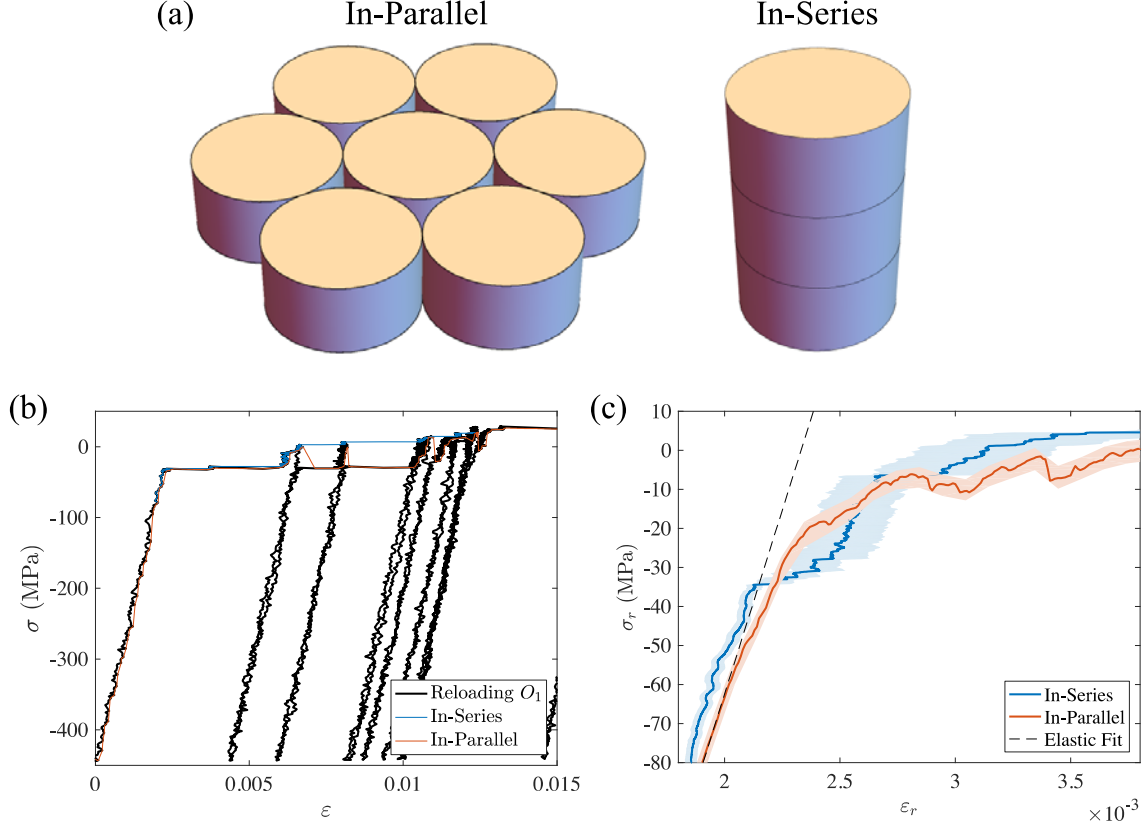 (a)
In-Parallel
In-Series
(b)
0
-100
-200
-300
-400
σ (MPa)
0
0.005
0.01
0.015
ε
Reloading O₁
In-Series
In-Parallel
(c)
10
0
-10
-20
-30
-40
-50
-60
-70
-80
σᵣ (MPa)
2
2.5
3
3.5
×10⁻³
εᵣ
In-Series
In-Parallel
Elastic Fit